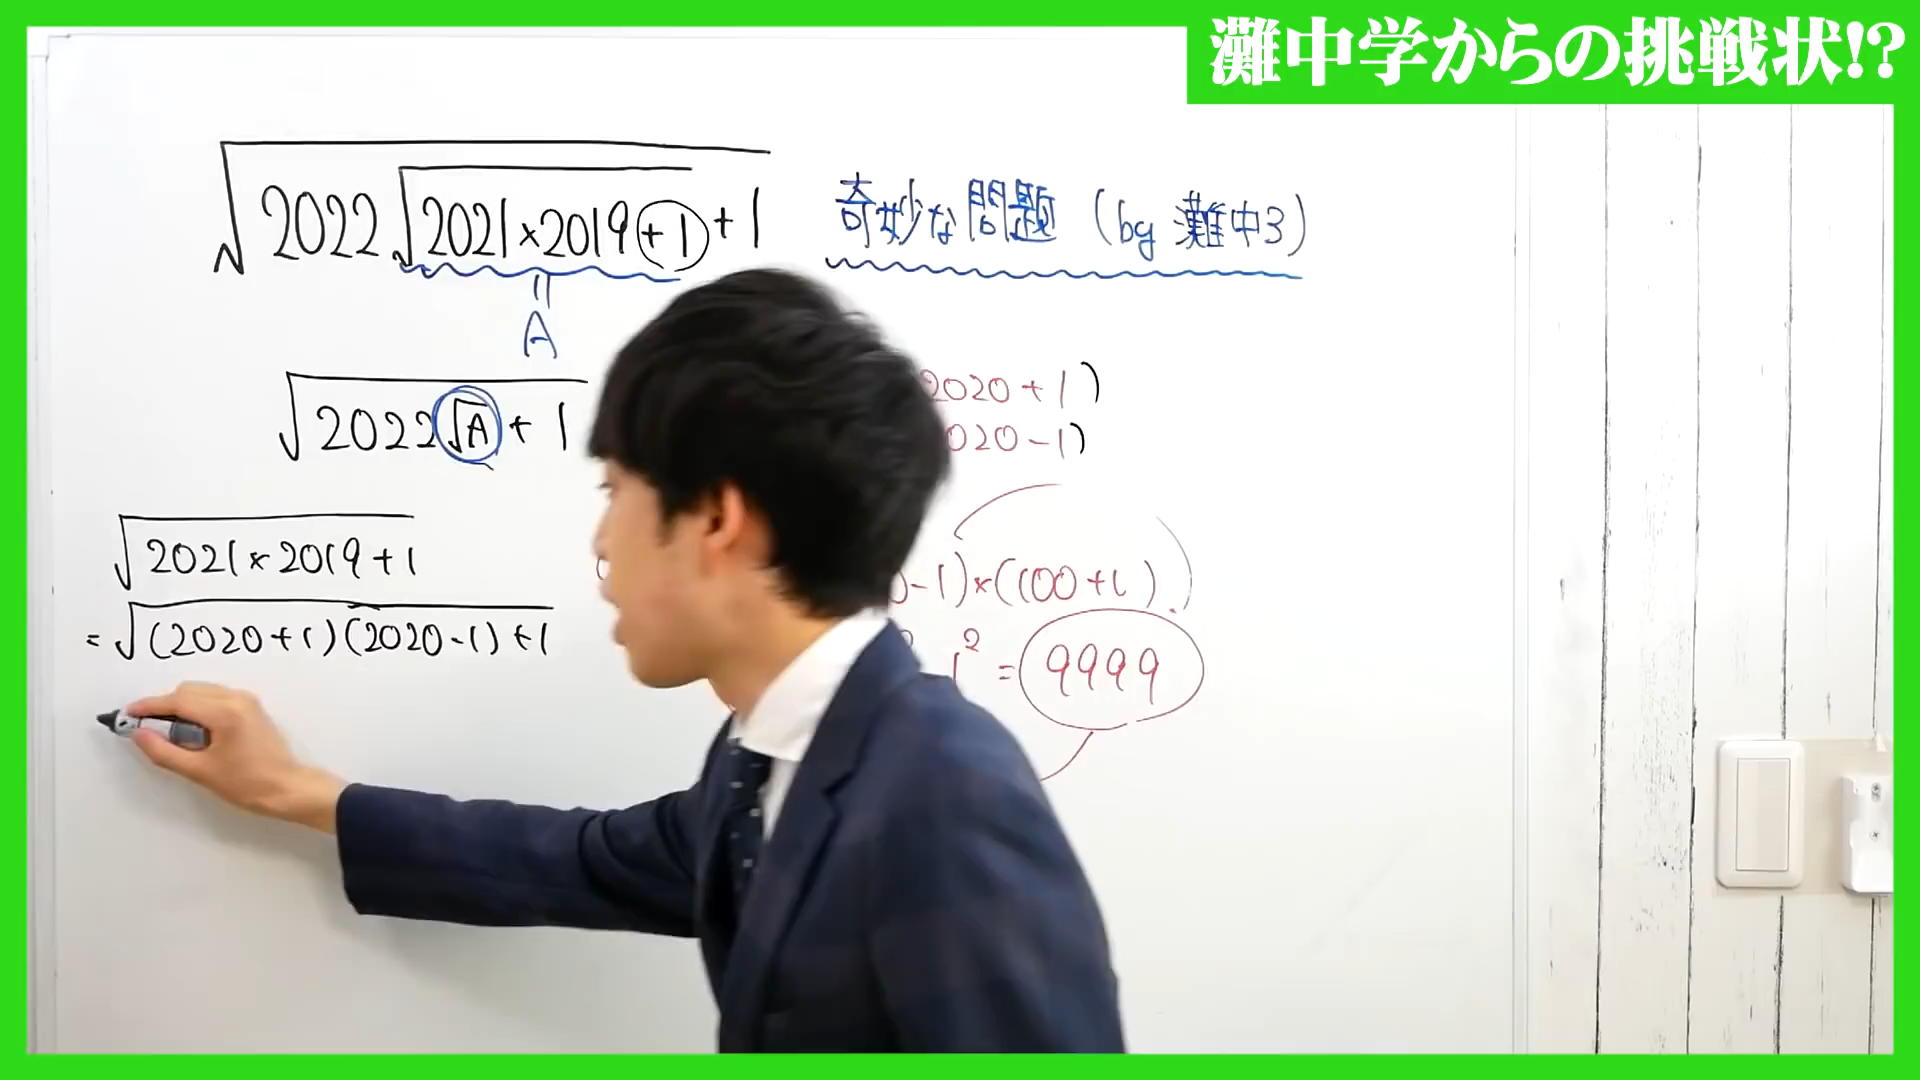 灘中学からの挑戦状!?
√2022√2021×2019+1+1
奇妙な問題(by 灘中3)
=
A
√2022√A+1
2020+1)
020-1)
√2021×2019+1
=√(2020+1)(2020-1)+1
-1)×(100+1)
1²=9999